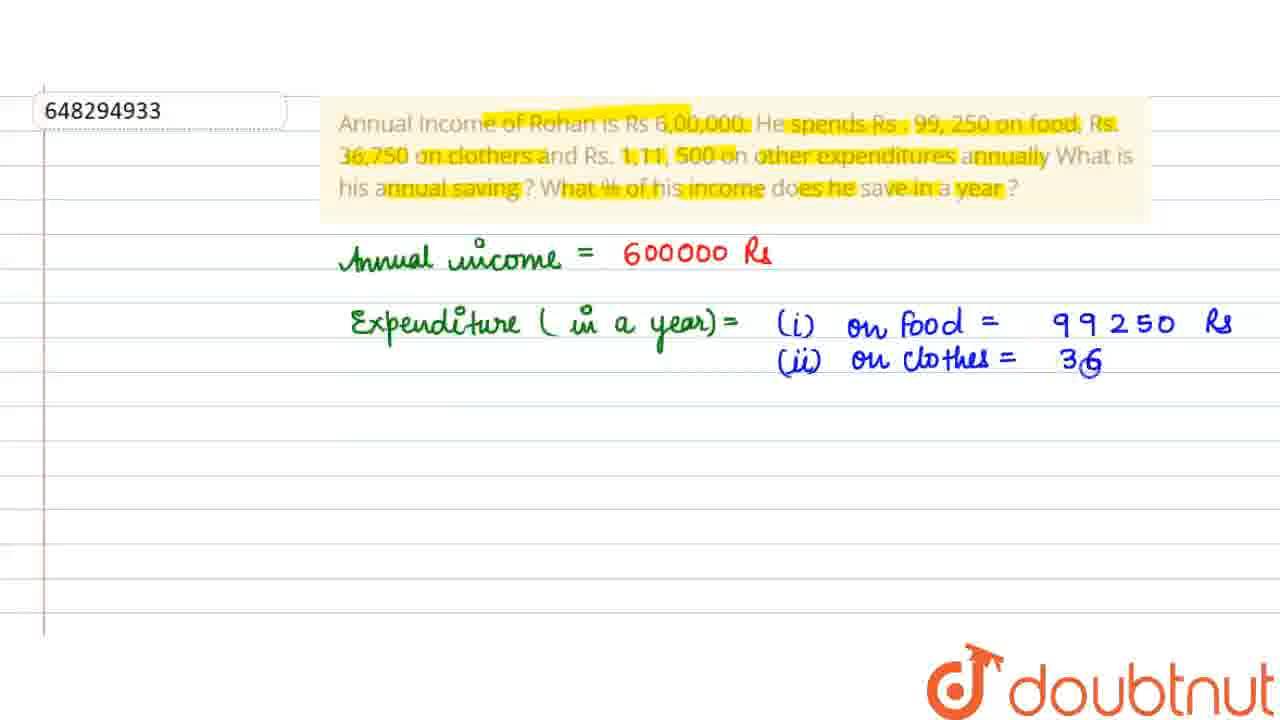 648294933
Annual Income of Rohan is Rs 6,00,000. He spends Rs . 99, 250 on food, Rs.
36,750 on clothers and Rs. 1,11, 500 on other expenditures annually What is
his annual saving ? What % of his income does he save in a year ?
Annual income = 600000 Rs
Expenditure ( in a year) = (i) on food = 99250 Rs
(ii) on clothes = 36
doubtnut